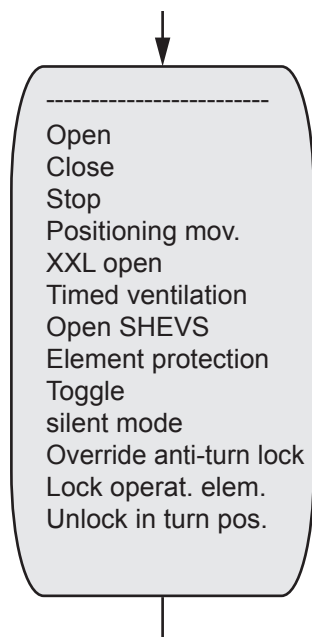 -------------------------
Open
Close
Stop
Positioning mov.
XXL open
Timed ventilation
Open SHEVS
Element protection
Toggle
silent mode
Override anti-turn lock
Lock operat. elem.
Unlock in turn pos.